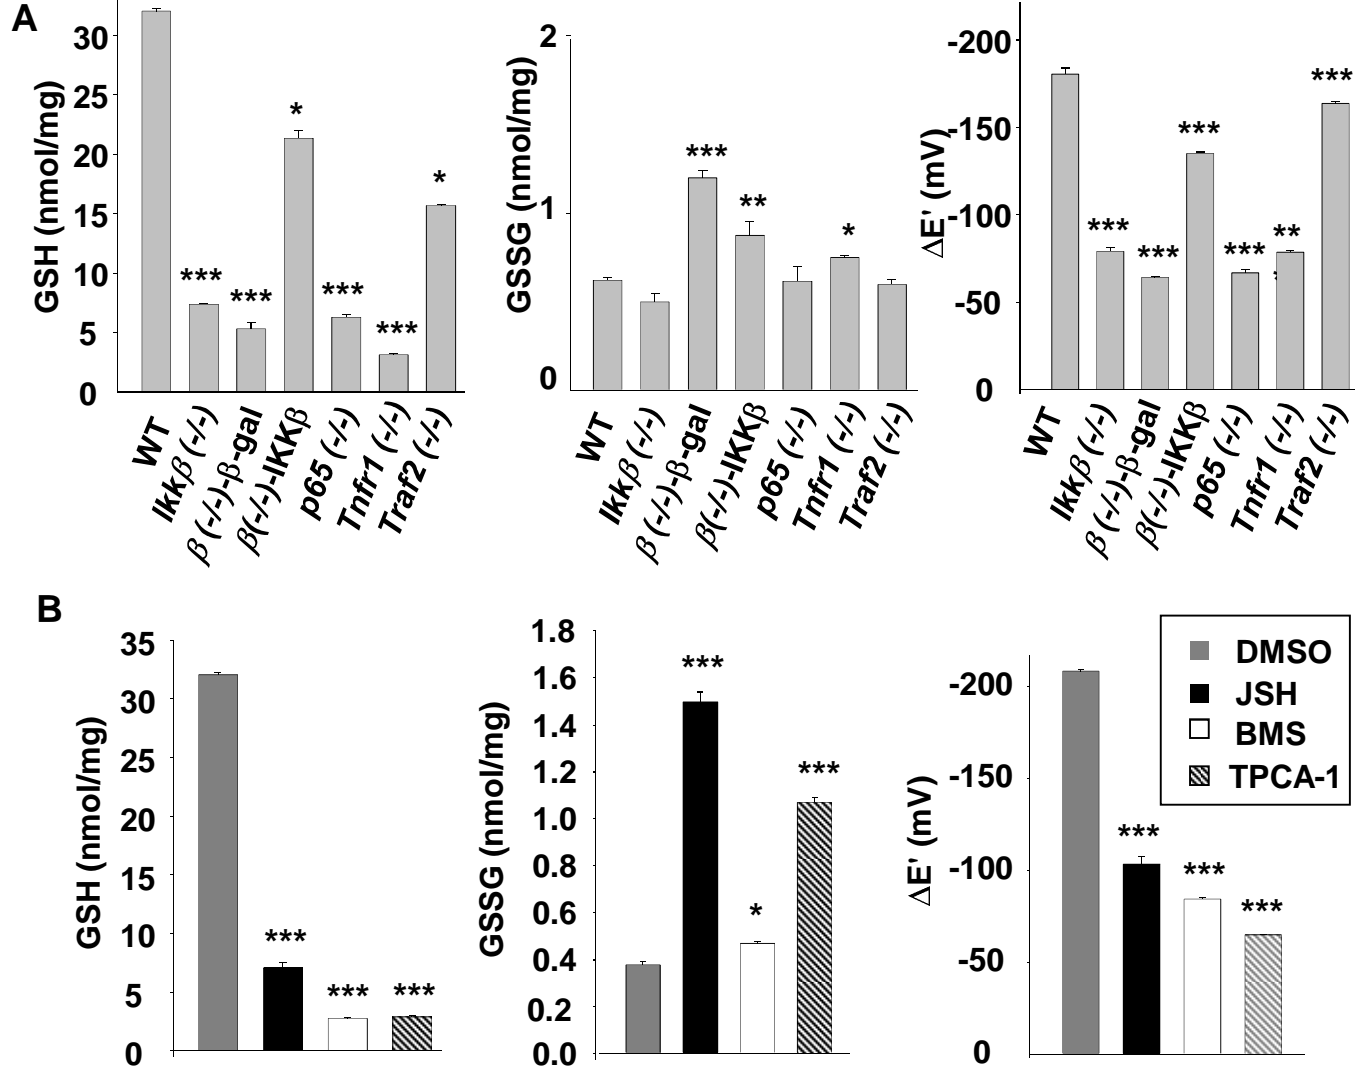 A
GSH (nmol/mg)
30
25
20
15
10
5
0
***
***
*
***
***
*
WT
Ikkβ (-/-)
β (-/-)-β-gal
β(-/-)-IKKβ
p65 (-/-)
Tnfr1 (-/-)
Traf2 (-/-)
GSSG (nmol/mg)
2
1
0
***
**
*
WT
Ikkβ (-/-)
β (-/-)-β-gal
β(-/-)-IKKβ
p65 (-/-)
Tnfr1 (-/-)
Traf2 (-/-)
ΔE' (mV)
-200
-150
-100
-50
0
***
***
***
***
**
***
WT
Ikkβ (-/-)
β (-/-)-β-gal
β(-/-)-IKKβ
p65 (-/-)
Tnfr1 (-/-)
Traf2 (-/-)
B
GSH (nmol/mg)
35
30
25
20
15
10
5
0
***
***
***
GSSG (nmol/mg)
1.8
1.6
1.4
1.2
1.0
0.8
0.6
0.4
0.2
0.0
***
*
***
ΔE' (mV)
-200
-150
-100
-50
0
***
***
***
DMSO
JSH
BMS
TPCA-1